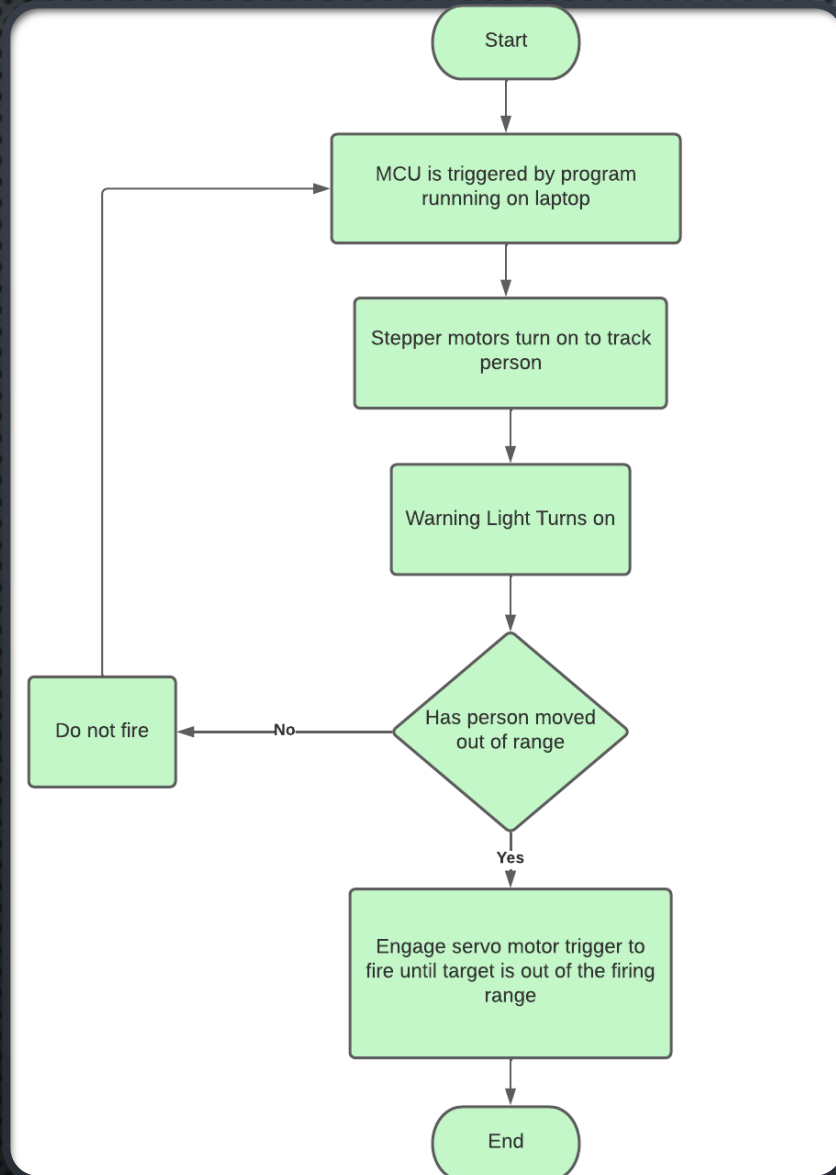 Start
MCU is triggered by program
runnning on laptop
Stepper motors turn on to track
person
Warning Light Turns on
Has person moved
out of range
No
Do not fire
Yes
Engage servo motor trigger to
fire until target is out of the firing
range
End